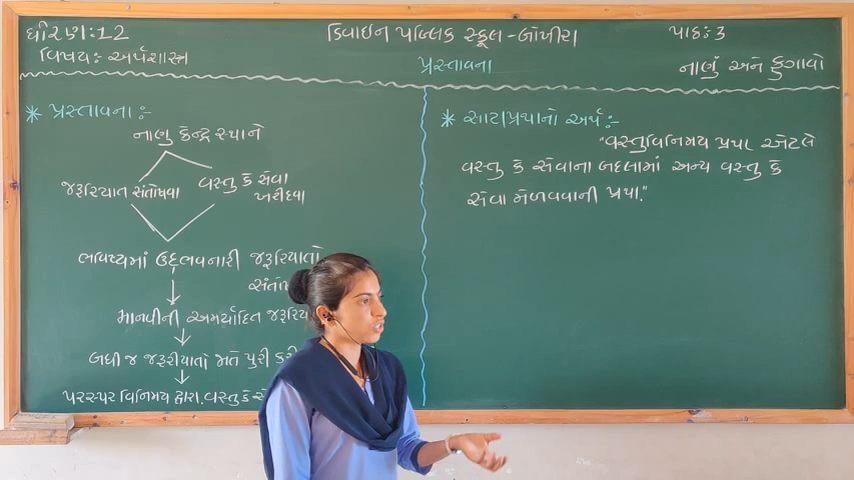 ધોરણ:12
ડિવાઇન પબ્લિક સ્કૂલ-લોખીરા
પાઠ: 3
વિષય: અર્થશાસ્ત્ર
પ્રસ્તાવના
નાણું અને ફુગાવો
* પ્રસ્તાવના:-
નાણુ કેન્દ્ર સ્થાને
જરૂરિયાત સંતોષવા
વસ્તુ કે સેવા
ખરીદવા
ભવિષ્યમાં ઉદ્દભવનારી જરૂરિયાતો
માનવીની અમર્યાદિત
બધી જ જરૂરીયાતો પુરી
પરસ્પર વિનિમય દ્વારા. વસ્તુ કે
* સાટાપ્રથાનો અર્થ:-
"વસ્તુવિનિમય પ્રથા એટલે
વસ્તુ કે સેવાના બદલામાં અન્ય વસ્તુ કે
સેવા મેળવવાની પ્રથા."